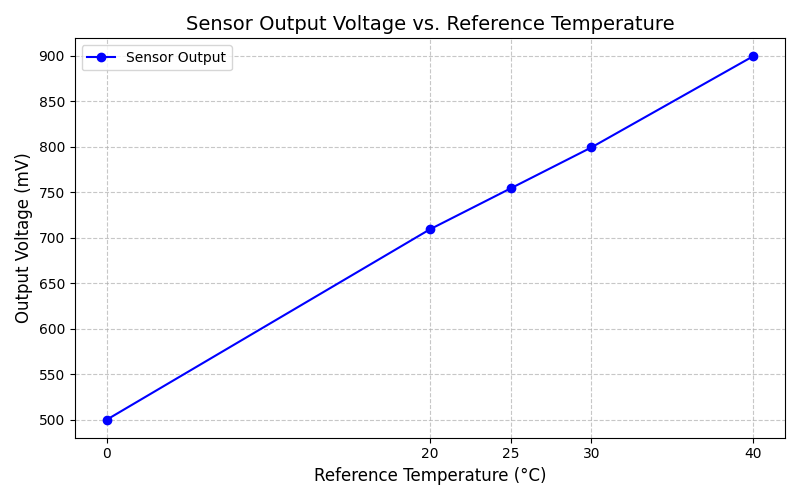 Sensor Output Voltage vs. Reference Temperature
Sensor Output
Output Voltage (mV)
900
850
800
750
700
650
600
550
500
0 20 25 30 40
Reference Temperature (°C)